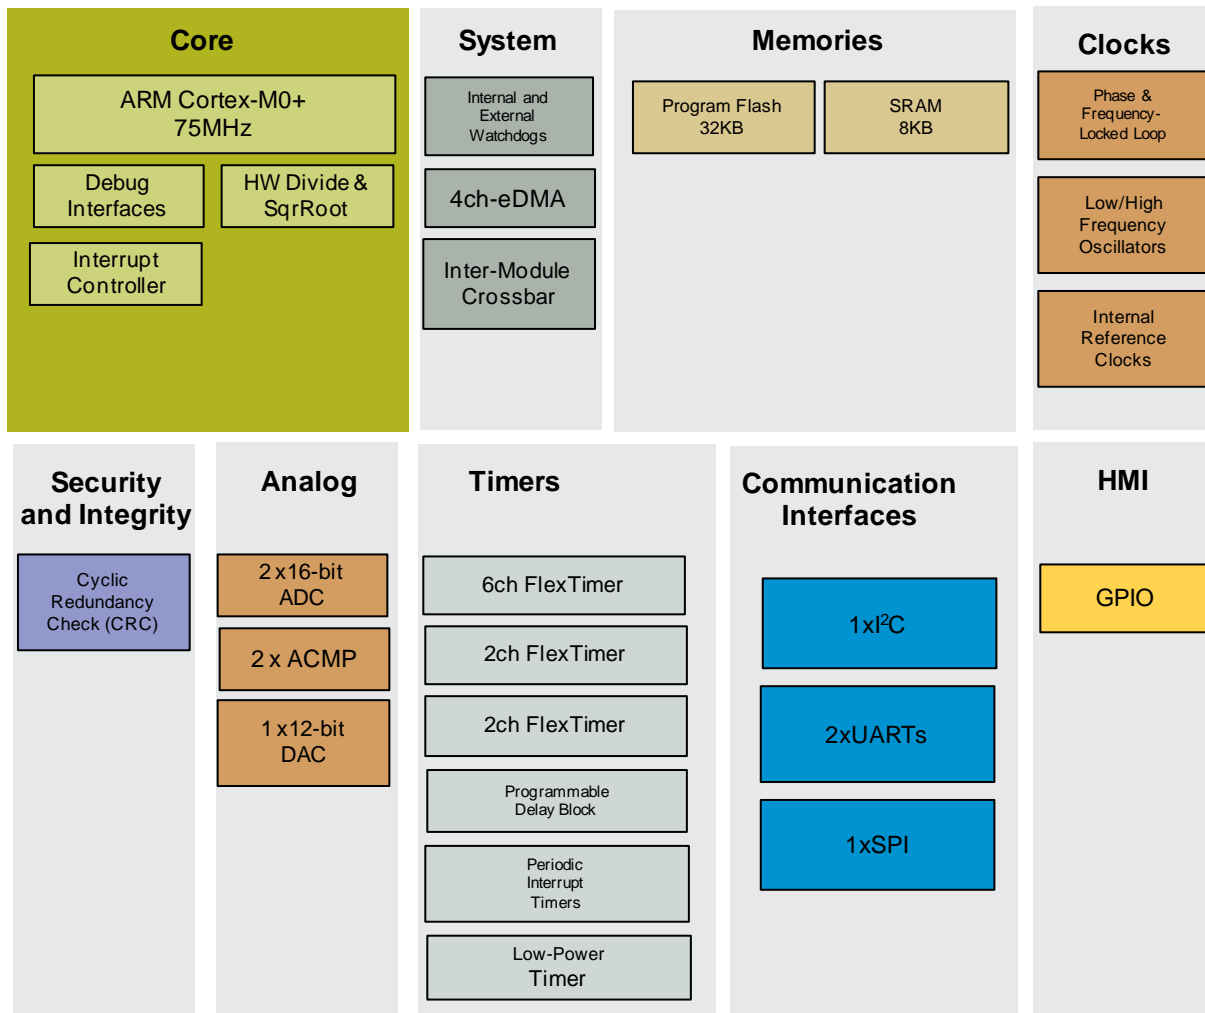 Core
ARM Cortex-M0+
75MHz
Debug
Interfaces
HW Divide &
SqrRoot
Interrupt
Controller
System
Internal and
External
Watchdogs
4ch-eDMA
Inter-Module
Crossbar
Memories
Program Flash
32KB
SRAM
8KB
Clocks
Phase &
Frequency-
Locked Loop
Low/High
Frequency
Oscillators
Internal
Reference
Clocks
Security
and Integrity
Cyclic
Redundancy
Check (CRC)
Analog
2 x16-bit
ADC
2 x ACMP
1 x12-bit
DAC
Timers
6ch FlexTimer
2ch FlexTimer
2ch FlexTimer
Programmable
Delay Block
Periodic
Interrupt
Timers
Low-Power
Timer
Communication
Interfaces
1xI²C
2xUARTs
1xSPI
HMI
GPIO